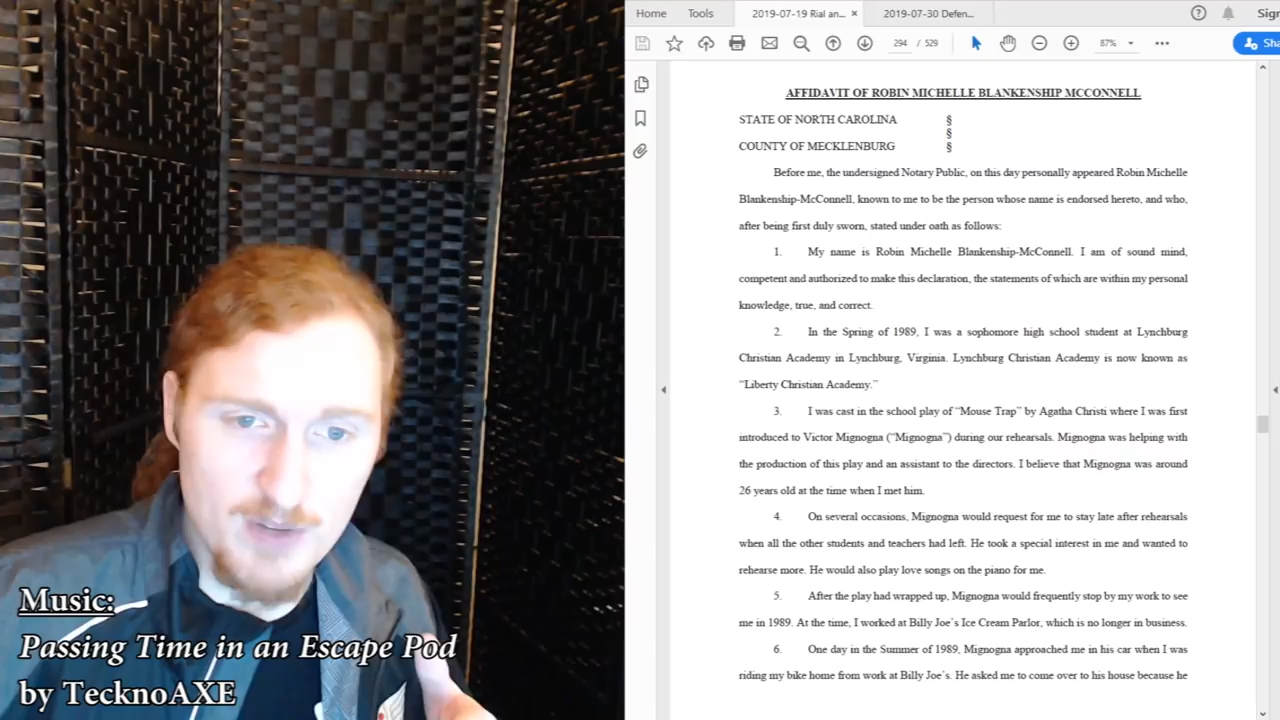 Home Tools 2019-07-19 Rial an... × 2019-07-30 Defen... Sign
294 / 529 87% Sha
AFFIDAVIT OF ROBIN MICHELLE BLANKENSHIP MCCONNELL
STATE OF NORTH CAROLINA §
§
COUNTY OF MECKLENBURG §
Before me, the undersigned Notary Public, on this day personally appeared Robin Michelle
Blankenship-McConnell, known to me to be the person whose name is endorsed hereto, and who,
after being first duly sworn, stated under oath as follows:
1. My name is Robin Michelle Blankenship-McConnell. I am of sound mind,
competent and authorized to make this declaration, the statements of which are within my personal
knowledge, true, and correct.
2. In the Spring of 1989, I was a sophomore high school student at Lynchburg
Christian Academy in Lynchburg, Virginia. Lynchburg Christian Academy is now known as
“Liberty Christian Academy.”
3. I was cast in the school play of “Mouse Trap” by Agatha Christi where I was first
introduced to Victor Mignogna (“Mignogna”) during our rehearsals. Mignogna was helping with
the production of this play and an assistant to the directors. I believe that Mignogna was around
26 years old at the time when I met him.
4. On several occasions, Mignogna would request for me to stay late after rehearsals
when all the other students and teachers had left. He took a special interest in me and wanted to
rehearse more. He would also play love songs on the piano for me.
5. After the play had wrapped up, Mignogna would frequently stop by my work to see
me in 1989. At the time, I worked at Billy Joe's Ice Cream Parlor, which is no longer in business.
6. One day in the Summer of 1989, Mignogna approached me in his car when I was
riding my bike home from work at Billy Joe's. He asked me to come over to his house because he
Music:
Passing Time in an Escape Pod
by TecknoAXE